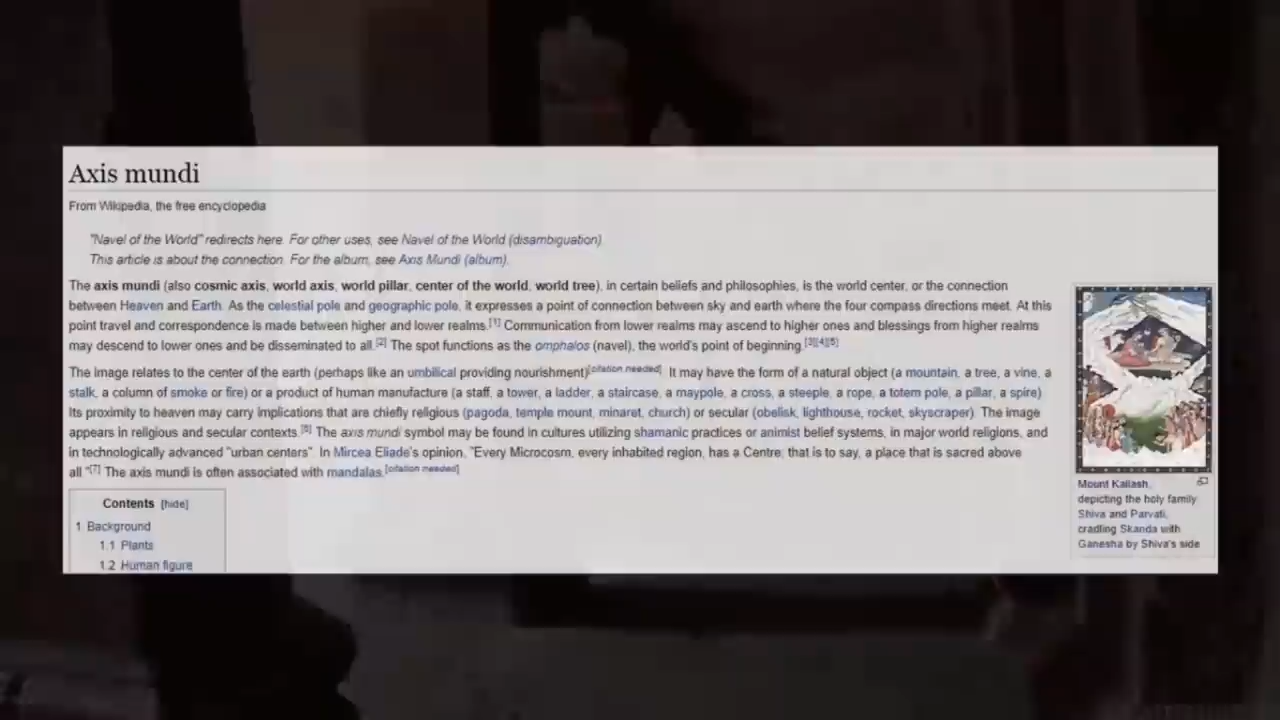 Axis mundi
From Wikipedia, the free encyclopedia
"Navel of the World" redirects here. For other uses, see Navel of the World (disambiguation).
This article is about the connection. For the album, see Axis Mundi (album).
The axis mundi (also cosmic axis, world axis, world pillar, center of the world, world tree), in certain beliefs and philosophies, is the world center, or the connection
between Heaven and Earth. As the celestial pole and geographic pole, it expresses a point of connection between sky and earth where the four compass directions meet. At this
point travel and correspondence is made between higher and lower realms.[1] Communication from lower realms may ascend to higher ones and blessings from higher realms
may descend to lower ones and be disseminated to all.[2] The spot functions as the omphalos (navel), the world's point of beginning.[3][4][5]
The image relates to the center of the earth (perhaps like an umbilical providing nourishment)[citation needed]. It may have the form of a natural object (a mountain, a tree, a vine, a
stalk, a column of smoke or fire) or a product of human manufacture (a staff, a tower, a ladder, a staircase, a maypole, a cross, a steeple, a rope, a totem pole, a pillar, a spire)
Its proximity to heaven may carry implications that are chiefly religious (pagoda, temple mount, minaret, church) or secular (obelisk, lighthouse, rocket, skyscraper). The image
appears in religious and secular contexts.[6] The axis mundi symbol may be found in cultures utilizing shamanic practices or animist belief systems, in major world religions, and
in technologically advanced "urban centers". In Mircea Eliade's opinion, "Every Microcosm, every inhabited region, has a Centre; that is to say, a place that is sacred above
all."[7] The axis mundi is often associated with mandalas.[citation needed]
Mount Kailash,
depicting the holy family
Shiva and Parvati,
cradling Skanda with
Ganesha by Shiva's side
Contents [hide]
1 Background
1.1 Plants
1.2 Human figure